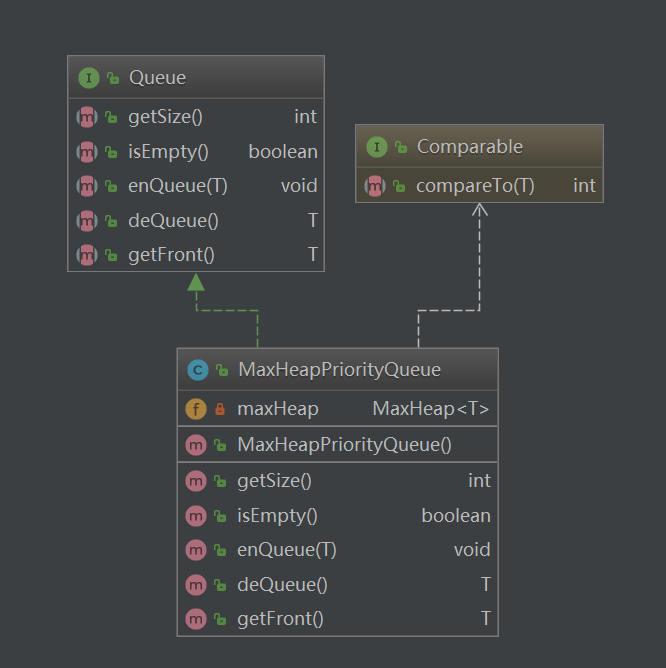 I Queue
m getSize() int
m isEmpty() boolean
m enQueue(T) void
m deQueue() T
m getFront() T
I Comparable
m compareTo(T) int
C MaxHeapPriorityQueue
f maxHeap MaxHeap<T>
m MaxHeapPriorityQueue()
m getSize() int
m isEmpty() boolean
m enQueue(T) void
m deQueue() T
m getFront() T